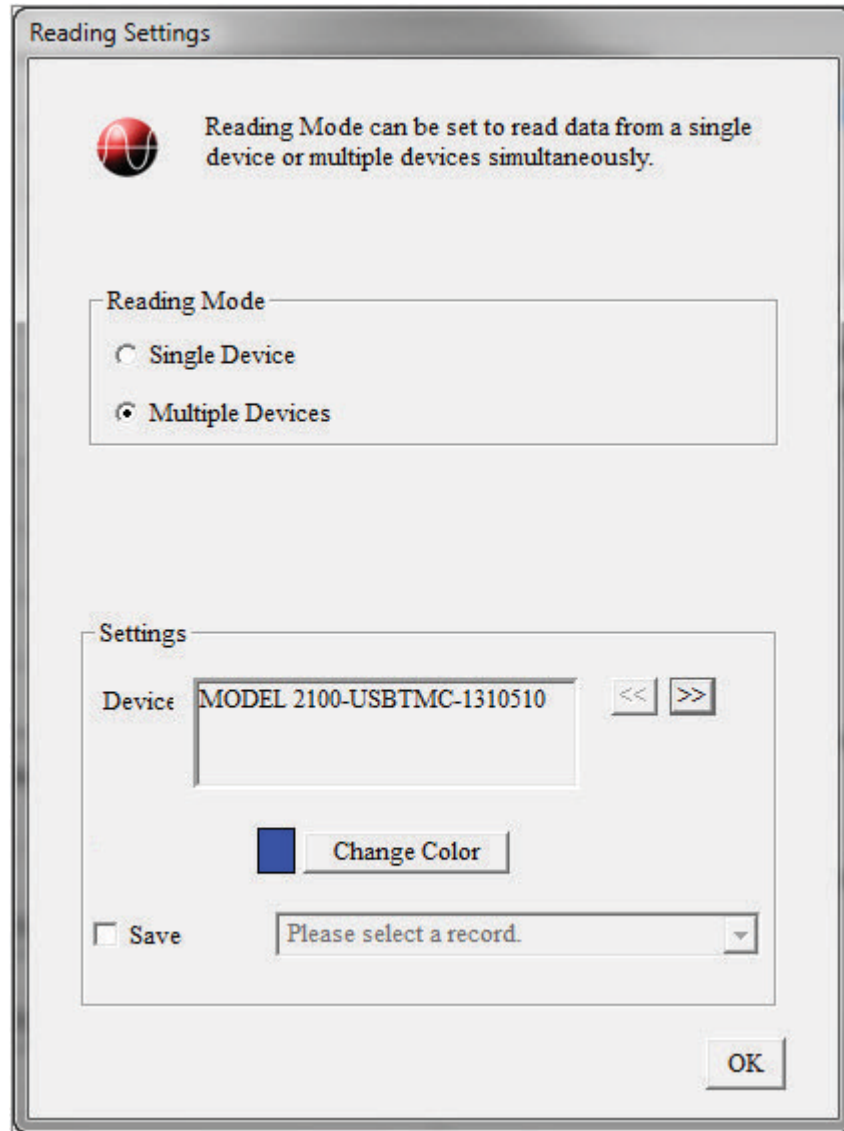 Reading Settings
Reading Mode can be set to read data from a single
device or multiple devices simultaneously.
Reading Mode
Single Device
Multiple Devices
Settings
Device MODEL 2100-USBTMC-1310510 << >>
Change Color
Save Please select a record.
OK